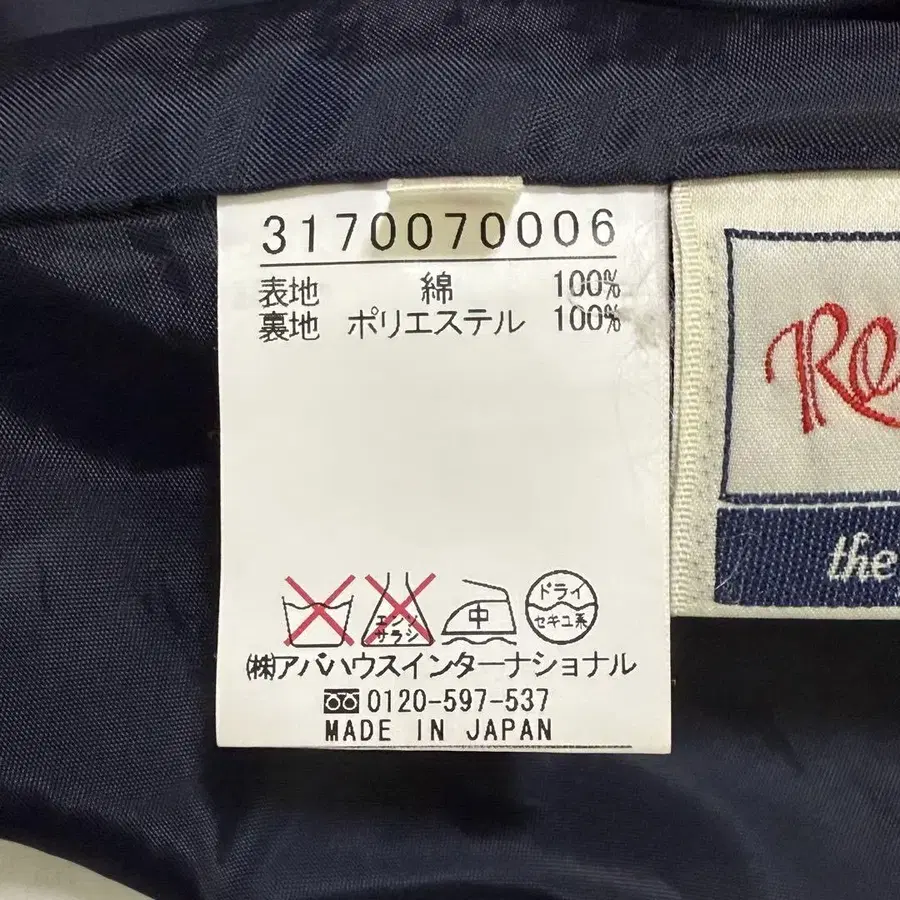 3170070006
表地 綿 100%
裏地 ポリエステル 100%
エンソ
サラシ
中
ドライ
セキユ系
㈱アバハウスインターナショナル
0120-597-537
MADE IN JAPAN
the